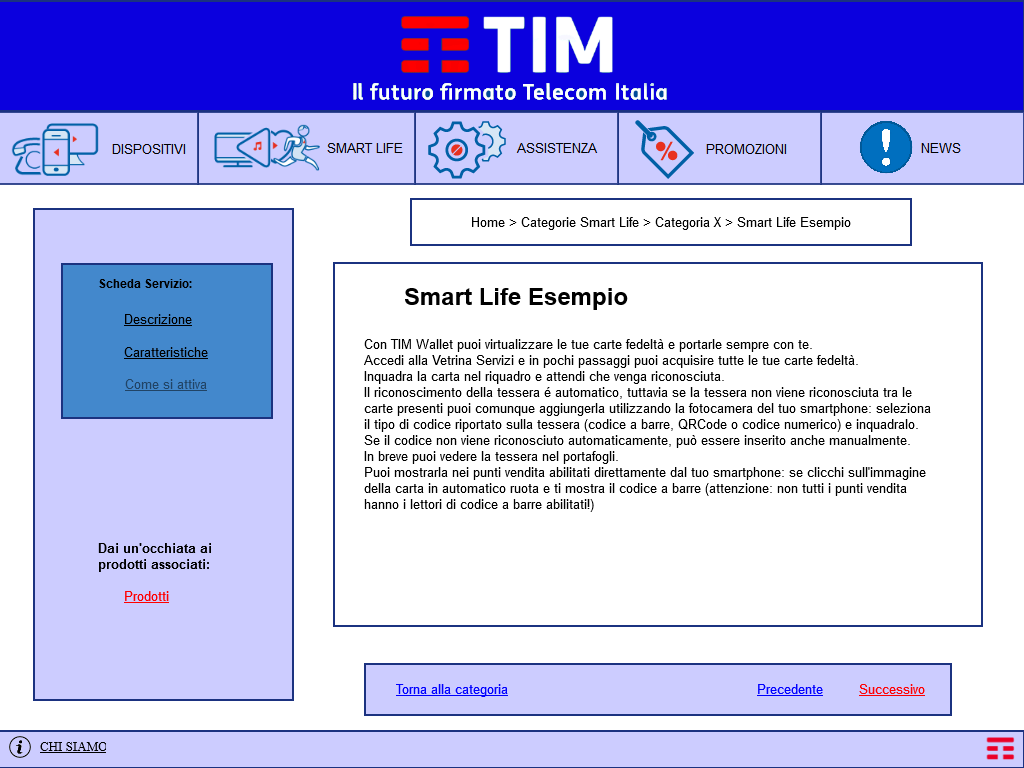 TIM
Il futuro firmato Telecom Italia
DISPOSITIVI
SMART LIFE
ASSISTENZA
PROMOZIONI
NEWS
Home > Categorie Smart Life > Categoria X > Smart Life Esempio
Scheda Servizio:
Descrizione
Caratteristiche
Come si attiva
Dai un'occhiata ai
prodotti associati:
Prodotti
Smart Life Esempio
Con TIM Wallet puoi virtualizzare le tue carte fedeltà e portarle sempre con te.
Accedi alla Vetrina Servizi e in pochi passaggi puoi acquisire tutte le tue carte fedeltà.
Inquadra la carta nel riquadro e attendi che venga riconosciuta.
Il riconoscimento della tessera é automatico, tuttavia se la tessera non viene riconosciuta tra le
carte presenti puoi comunque aggiungerla utilizzando la fotocamera del tuo smartphone: seleziona
il tipo di codice riportato sulla tessera (codice a barre, QRCode o codice numerico) e inquadralo.
Se il codice non viene riconosciuto automaticamente, può essere inserito anche manualmente.
In breve puoi vedere la tessera nel portafogli.
Puoi mostrarla nei punti vendita abilitati direttamente dal tuo smartphone: se clicchi sull'immagine
della carta in automatico ruota e ti mostra il codice a barre (attenzione: non tutti i punti vendita
hanno i lettori di codice a barre abilitati!)
Torna alla categoria
Precedente
Successivo
CHI SIAMO